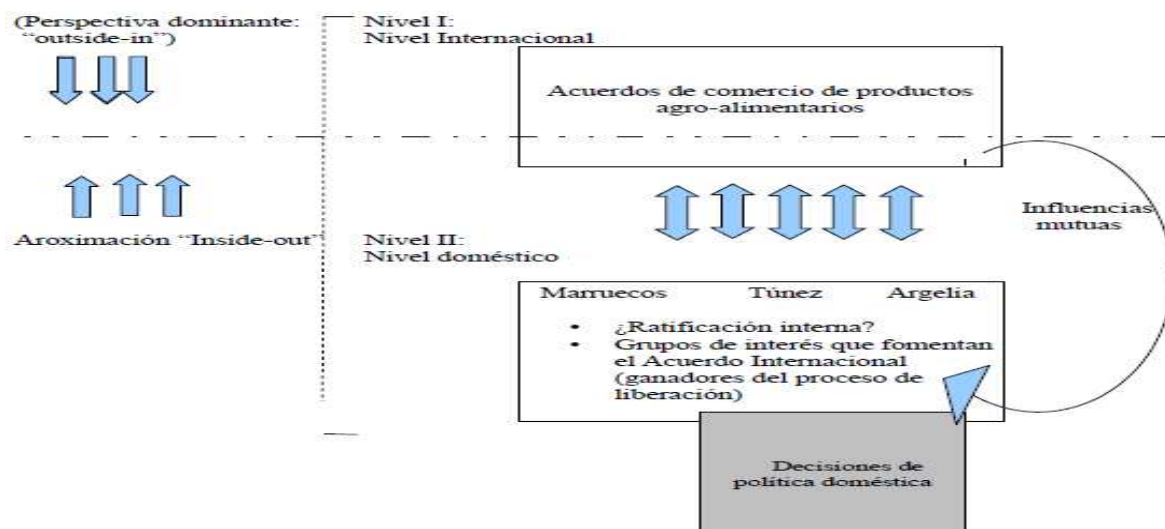 (Perspectiva dominante:
“outside-in”)
Nivel I:
Nivel Internacional
Acuerdos de comercio de productos
agro-alimentarios
Aroximación “Inside-out”
Nivel II:
Nivel doméstico
Influencias
mutuas
Marruecos Túnez Argelia
• ¿Ratificación interna?
• Grupos de interés que fomentan
el Acuerdo Internacional
(ganadores del proceso de
liberación)
Decisiones de
política doméstica